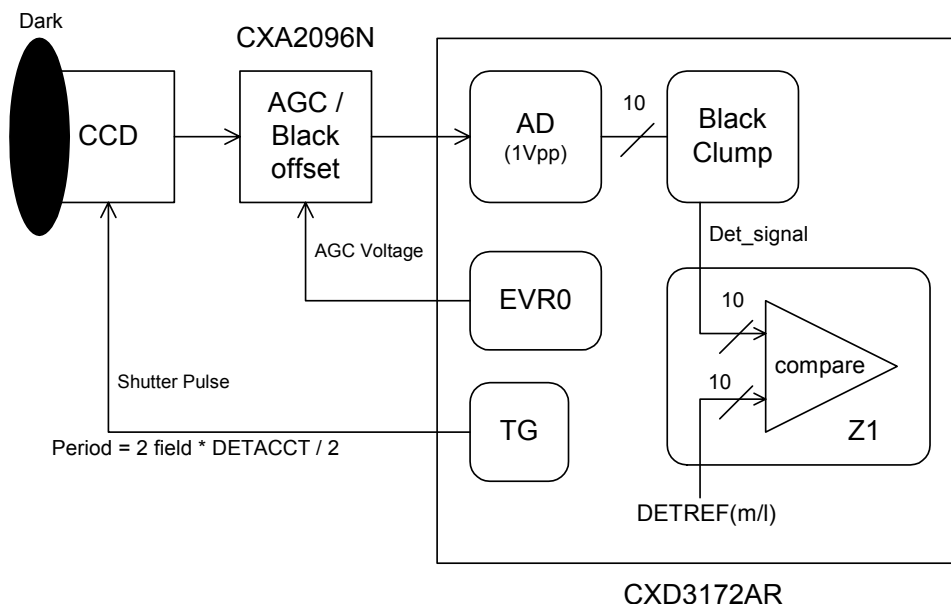 Dark
CXA2096N
CCD
AGC /
Black
offset
AD
(1Vpp)
10
Black
Clump
Det_signal
AGC Voltage
EVR0
10
compare
10
Z1
Shutter Pulse
TG
Period = 2 field * DETACCT / 2
DETREF(m/l)
CXD3172AR